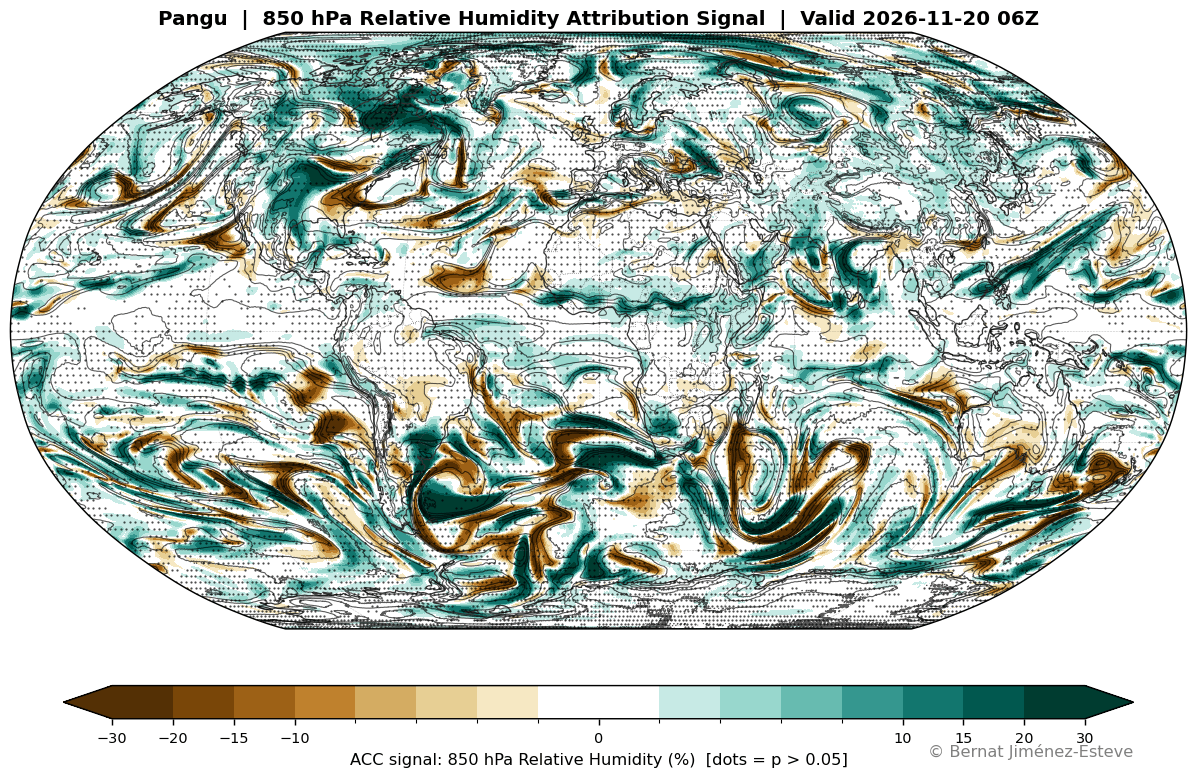 Pangu  |  850 hPa Relative Humidity Attribution Signal  |  Valid 2026-11-20 06Z
−30 −20 −15 −10 0 10 15 20 30
ACC signal: 850 hPa Relative Humidity (%)  [dots = p > 0.05]
© Bernat Jiménez-Esteve